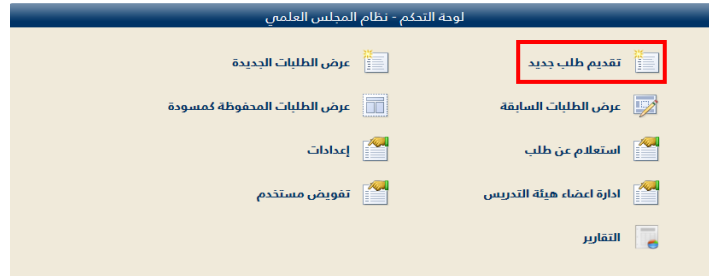 لوحة التحكم - نظام المجلس العلمي
تقديم طلب جديد
عرض الطلبات الجديدة
عرض الطلبات السابقة
عرض الطلبات المحفوظة كمسودة
استعلام عن طلب
إعدادات
ادارة اعضاء هيئة التدريس
تفويض مستخدم
التقارير